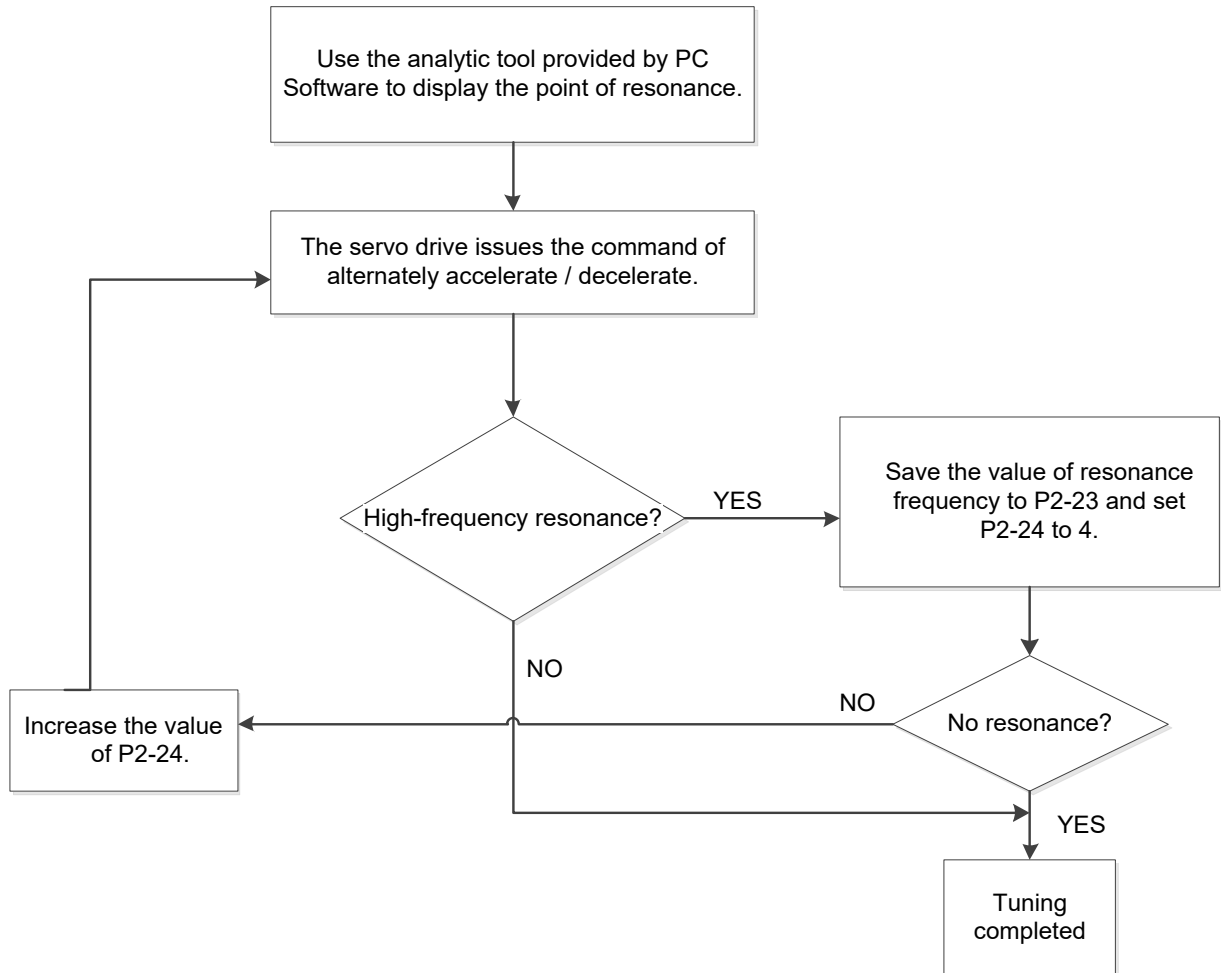 Use the analytic tool provided by PC
Software to display the point of resonance.
The servo drive issues the command of
alternately accelerate / decelerate.
High-frequency resonance?
YES
Save the value of resonance
frequency to P2-23 and set
P2-24 to 4.
NO
NO
No resonance?
Increase the value
of P2-24.
YES
Tuning
completed